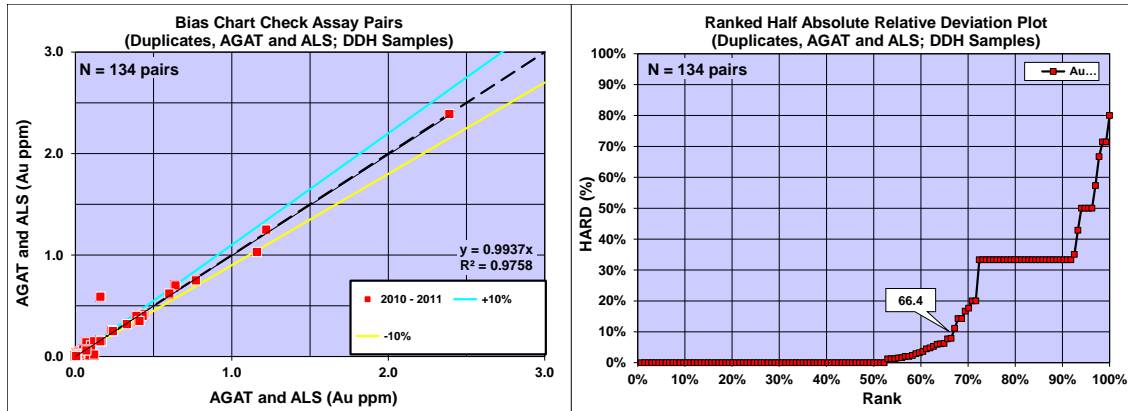 Bias Chart Check Assay Pairs
(Duplicates, AGAT and ALS; DDH Samples)
3.0
2.0
1.0
0.0
0.0
1.0
2.0
3.0
AGAT and ALS (Au ppm)
AGAT and ALS (Au ppm)
N = 134 pairs
y = 0.9937x
R² = 0.9758
2010 - 2011
+10%
-10%
Ranked Half Absolute Relative Deviation Plot
(Duplicates, AGAT and ALS; DDH Samples)
100%
90%
80%
70%
60%
50%
40%
30%
20%
10%
0%
0% 10% 20% 30% 40% 50% 60% 70% 80% 90% 100%
HARD (%)
Rank
N = 134 pairs
Au…
66.4